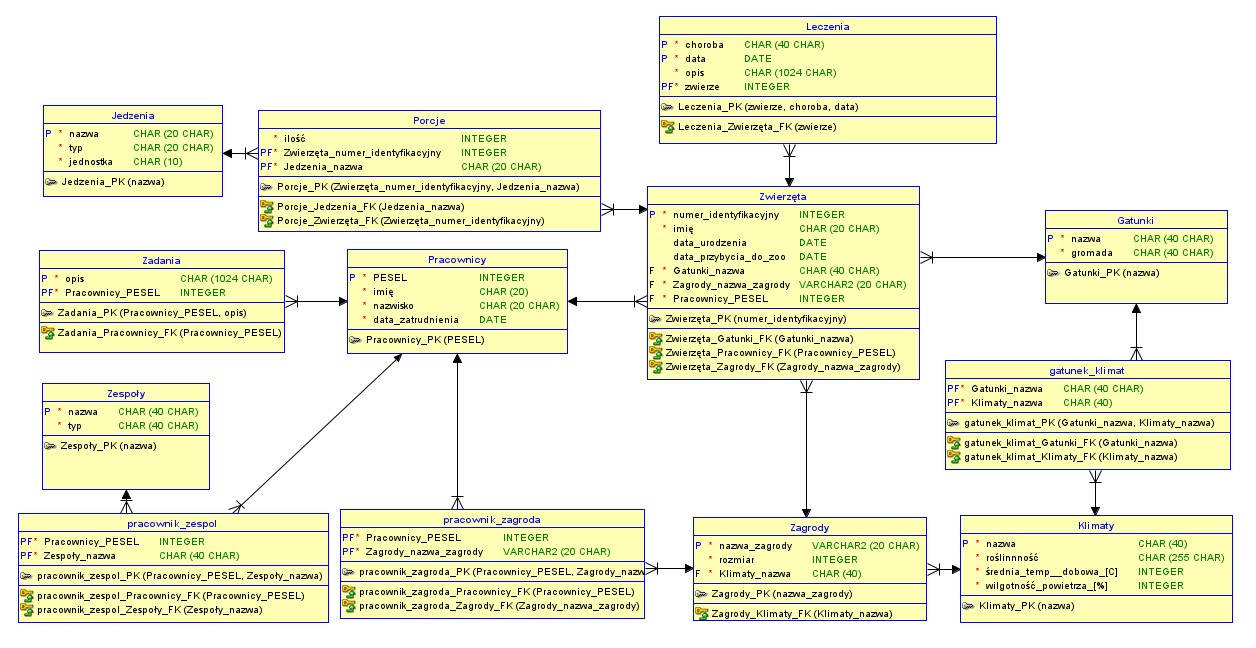 Leczenia
P * choroba CHAR (40 CHAR)
P * data DATE
* opis CHAR (1024 CHAR)
PF* zwierze INTEGER
Leczenia_PK (zwierze, choroba, data)
Leczenia_Zwierzęta_FK (zwierze)
Jedzenia
P * nazwa CHAR (20 CHAR)
* typ CHAR (20 CHAR)
* jednostka CHAR (10)
Jedzenia_PK (nazwa)
Porcje
* ilość INTEGER
PF* Zwierzęta_numer_identyfikacyjny INTEGER
PF* Jedzenia_nazwa CHAR (20 CHAR)
Porcje_PK (Zwierzęta_numer_identyfikacyjny, Jedzenia_nazwa)
Porcje_Jedzenia_FK (Jedzenia_nazwa)
Porcje_Zwierzęta_FK (Zwierzęta_numer_identyfikacyjny)
Zwierzęta
P * numer_identyfikacyjny INTEGER
* imię CHAR (20 CHAR)
data_urodzenia DATE
data_przybycia_do_zoo DATE
F * Gatunki_nazwa CHAR (40 CHAR)
F * Zagrody_nazwa_zagrody VARCHAR2 (20 CHAR)
F * Pracownicy_PESEL INTEGER
Zwierzęta_PK (numer_identyfikacyjny)
Zwierzęta_Gatunki_FK (Gatunki_nazwa)
Zwierzęta_Pracownicy_FK (Pracownicy_PESEL)
Zwierzęta_Zagrody_FK (Zagrody_nazwa_zagrody)
Gatunki
P * nazwa CHAR (40 CHAR)
* gromada CHAR (40 CHAR)
Gatunki_PK (nazwa)
Zadania
P * opis CHAR (1024 CHAR)
PF* Pracownicy_PESEL INTEGER
Zadania_PK (Pracownicy_PESEL, opis)
Zadania_Pracownicy_FK (Pracownicy_PESEL)
Pracownicy
P * PESEL INTEGER
* imię CHAR (20)
* nazwisko CHAR (20 CHAR)
* data_zatrudnienia DATE
Pracownicy_PK (PESEL)
gatunek_klimat
PF* Gatunki_nazwa CHAR (40 CHAR)
PF* Klimaty_nazwa CHAR (40)
gatunek_klimat_PK (Gatunki_nazwa, Klimaty_nazwa)
gatunek_klimat_Gatunki_FK (Gatunki_nazwa)
gatunek_klimat_Klimaty_FK (Klimaty_nazwa)
Zespoły
P * nazwa CHAR (40 CHAR)
* typ CHAR (40 CHAR)
Zespoły_PK (nazwa)
pracownik_zespol
PF* Pracownicy_PESEL INTEGER
PF* Zespoły_nazwa CHAR (40 CHAR)
pracownik_zespol_PK (Pracownicy_PESEL, Zespoły_nazwa)
pracownik_zespol_Pracownicy_FK (Pracownicy_PESEL)
pracownik_zespol_Zespoły_FK (Zespoły_nazwa)
pracownik_zagroda
PF* Pracownicy_PESEL INTEGER
PF* Zagrody_nazwa_zagrody VARCHAR2 (20 CHAR)
pracownik_zagroda_PK (Pracownicy_PESEL, Zagrody_nazw
pracownik_zagroda_Pracownicy_FK (Pracownicy_PESEL)
pracownik_zagroda_Zagrody_FK (Zagrody_nazwa_zagrody)
Zagrody
P * nazwa_zagrody VARCHAR2 (20 CHAR)
* rozmiar INTEGER
F * Klimaty_nazwa CHAR (40)
Zagrody_PK (nazwa_zagrody)
Zagrody_Klimaty_FK (Klimaty_nazwa)
Klimaty
P * nazwa CHAR (40)
* roślinnność CHAR (255 CHAR)
* średnia_temp__dobowa_[C] INTEGER
* wilgotność_powietrza_[%] INTEGER
Klimaty_PK (nazwa)